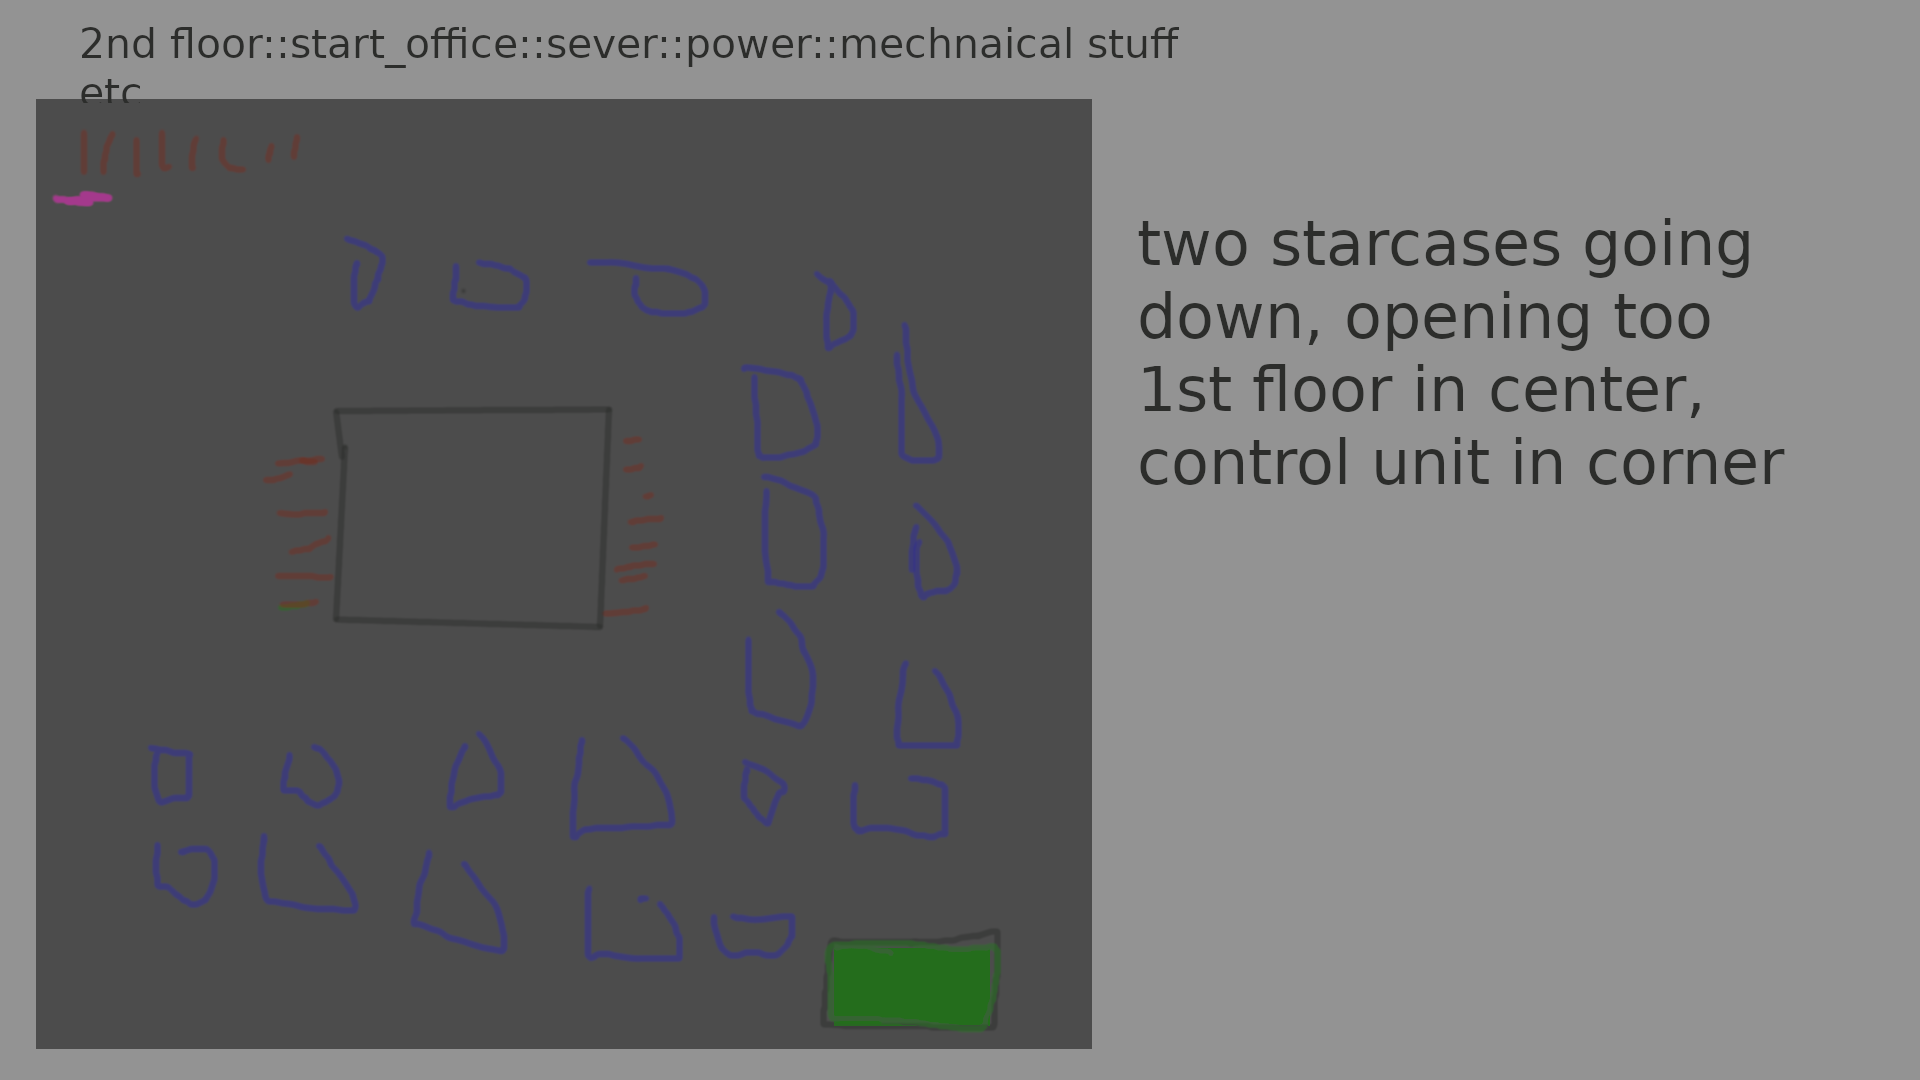 2nd floor::start_office::sever::power::mechnaical stuff
etc
two starcases going
down, opening too
1st floor in center,
control unit in corner